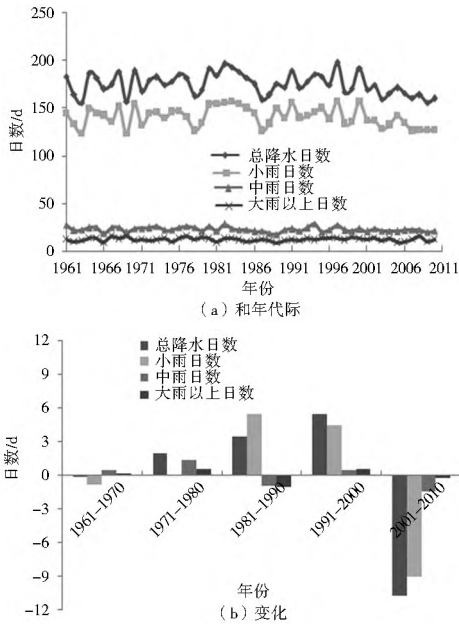 250
200
150
100
50
0
日数/d
总降水日数
小雨日数
中雨日数
大雨以上日数
1961 1966 1971 1976 1981 1986 1991 1996 2001 2006 2011
年份
(a)和年代际
12
9
6
3
0
-3
-6
-9
-12
日数/d
总降水日数
小雨日数
中雨日数
大雨以上日数
1961-1970
1971-1980
1981-1990
1991-2000
2001-2010
年份
(b)变化